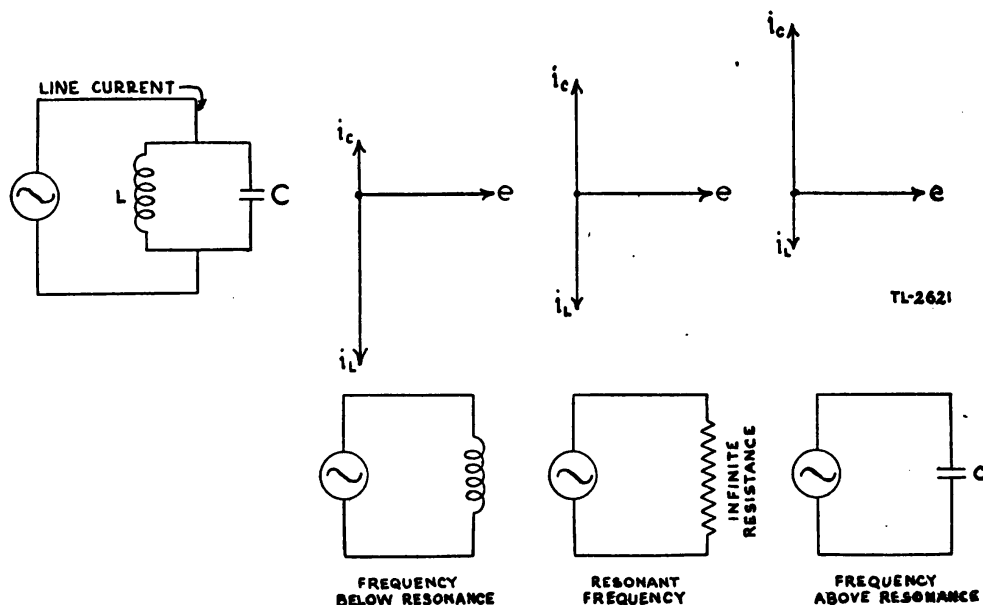 LINE CURRENT
L
C
i_C
e
i_L
i_C
e
i_L
i_C
e
i_L
TL-2621
INFINITE
RESISTANCE
C
FREQUENCY
BELOW RESONANCE
RESONANT
FREQUENCY
FREQUENCY
ABOVE RESONANCE